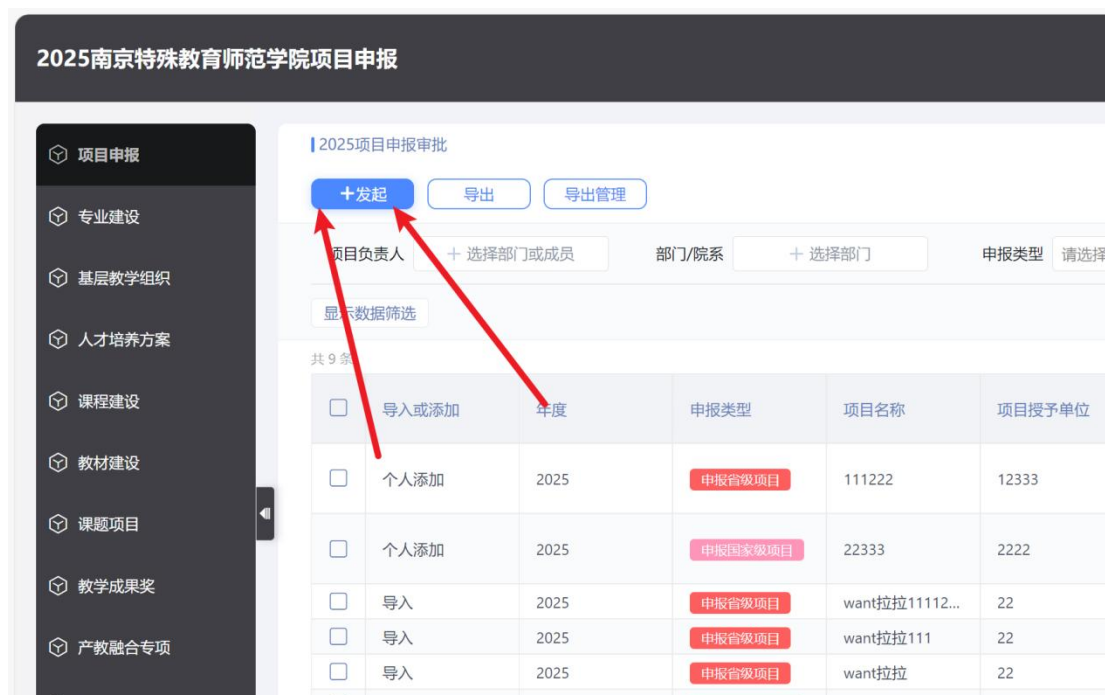 2025南京特殊教育师范学院项目申报
项目申报
专业建设
基层教学组织
人才培养方案
课程建设
教材建设
课题项目
教学成果奖
产教融合专项
2025项目申报审批
+发起 导出 导出管理
项目负责人 + 选择部门或成员 部门/院系 + 选择部门 申报类型 请选择
显示数据筛选
共 9 条
导入或添加 年度 申报类型 项目名称 项目授予单位
个人添加 2025 申报省级项目 111222 12333
个人添加 2025 申报国家级项目 22333 2222
导入 2025 申报省级项目 want拉拉11112... 22
导入 2025 申报省级项目 want拉拉111 22
导入 2025 申报省级项目 want拉拉 22